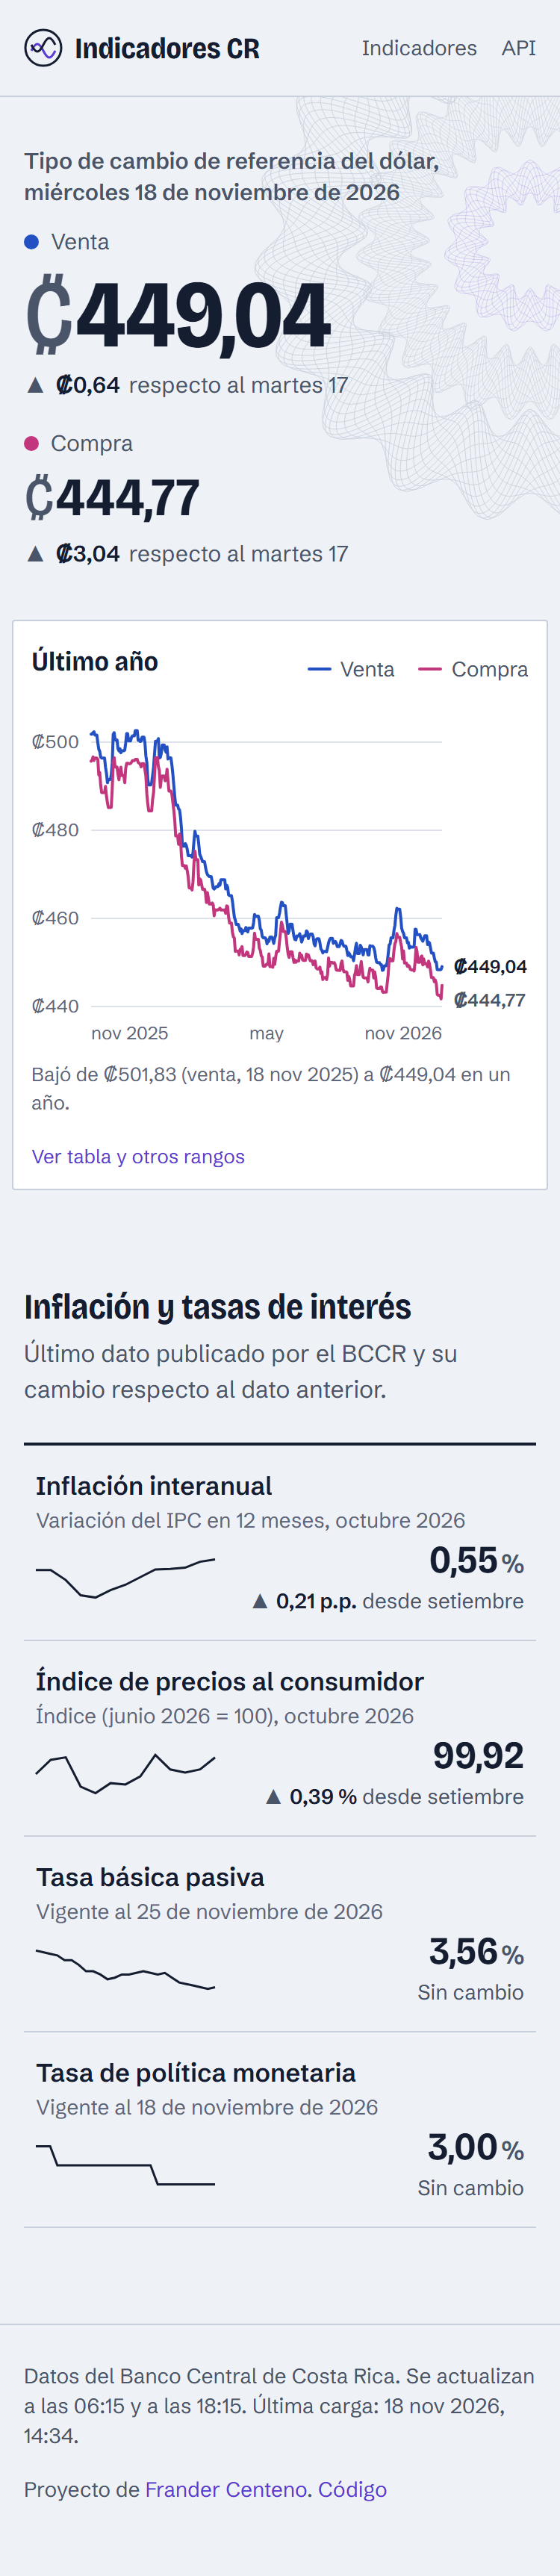 Indicadores CR
Indicadores API
Tipo de cambio de referencia del dólar,
miércoles 18 de noviembre de 2026
Venta
₡449,04
▲ ₡0,64 respecto al martes 17
Compra
₡444,77
▲ ₡3,04 respecto al martes 17
Último año
Venta Compra
₡500
₡480
₡460
₡440
₡449,04
₡444,77
nov 2025 may nov 2026
Bajó de ₡501,83 (venta, 18 nov 2025) a ₡449,04 en un
año.
Ver tabla y otros rangos
Inflación y tasas de interés
Último dato publicado por el BCCR y su
cambio respecto al dato anterior.
Inflación interanual
Variación del IPC en 12 meses, octubre 2026
0,55 %
▲ 0,21 p.p. desde setiembre
Índice de precios al consumidor
Índice (junio 2026 = 100), octubre 2026
99,92
▲ 0,39 % desde setiembre
Tasa básica pasiva
Vigente al 25 de noviembre de 2026
3,56 %
Sin cambio
Tasa de política monetaria
Vigente al 18 de noviembre de 2026
3,00 %
Sin cambio
Datos del Banco Central de Costa Rica. Se actualizan
a las 06:15 y a las 18:15. Última carga: 18 nov 2026,
14:34.
Proyecto de Frander Centeno. Código